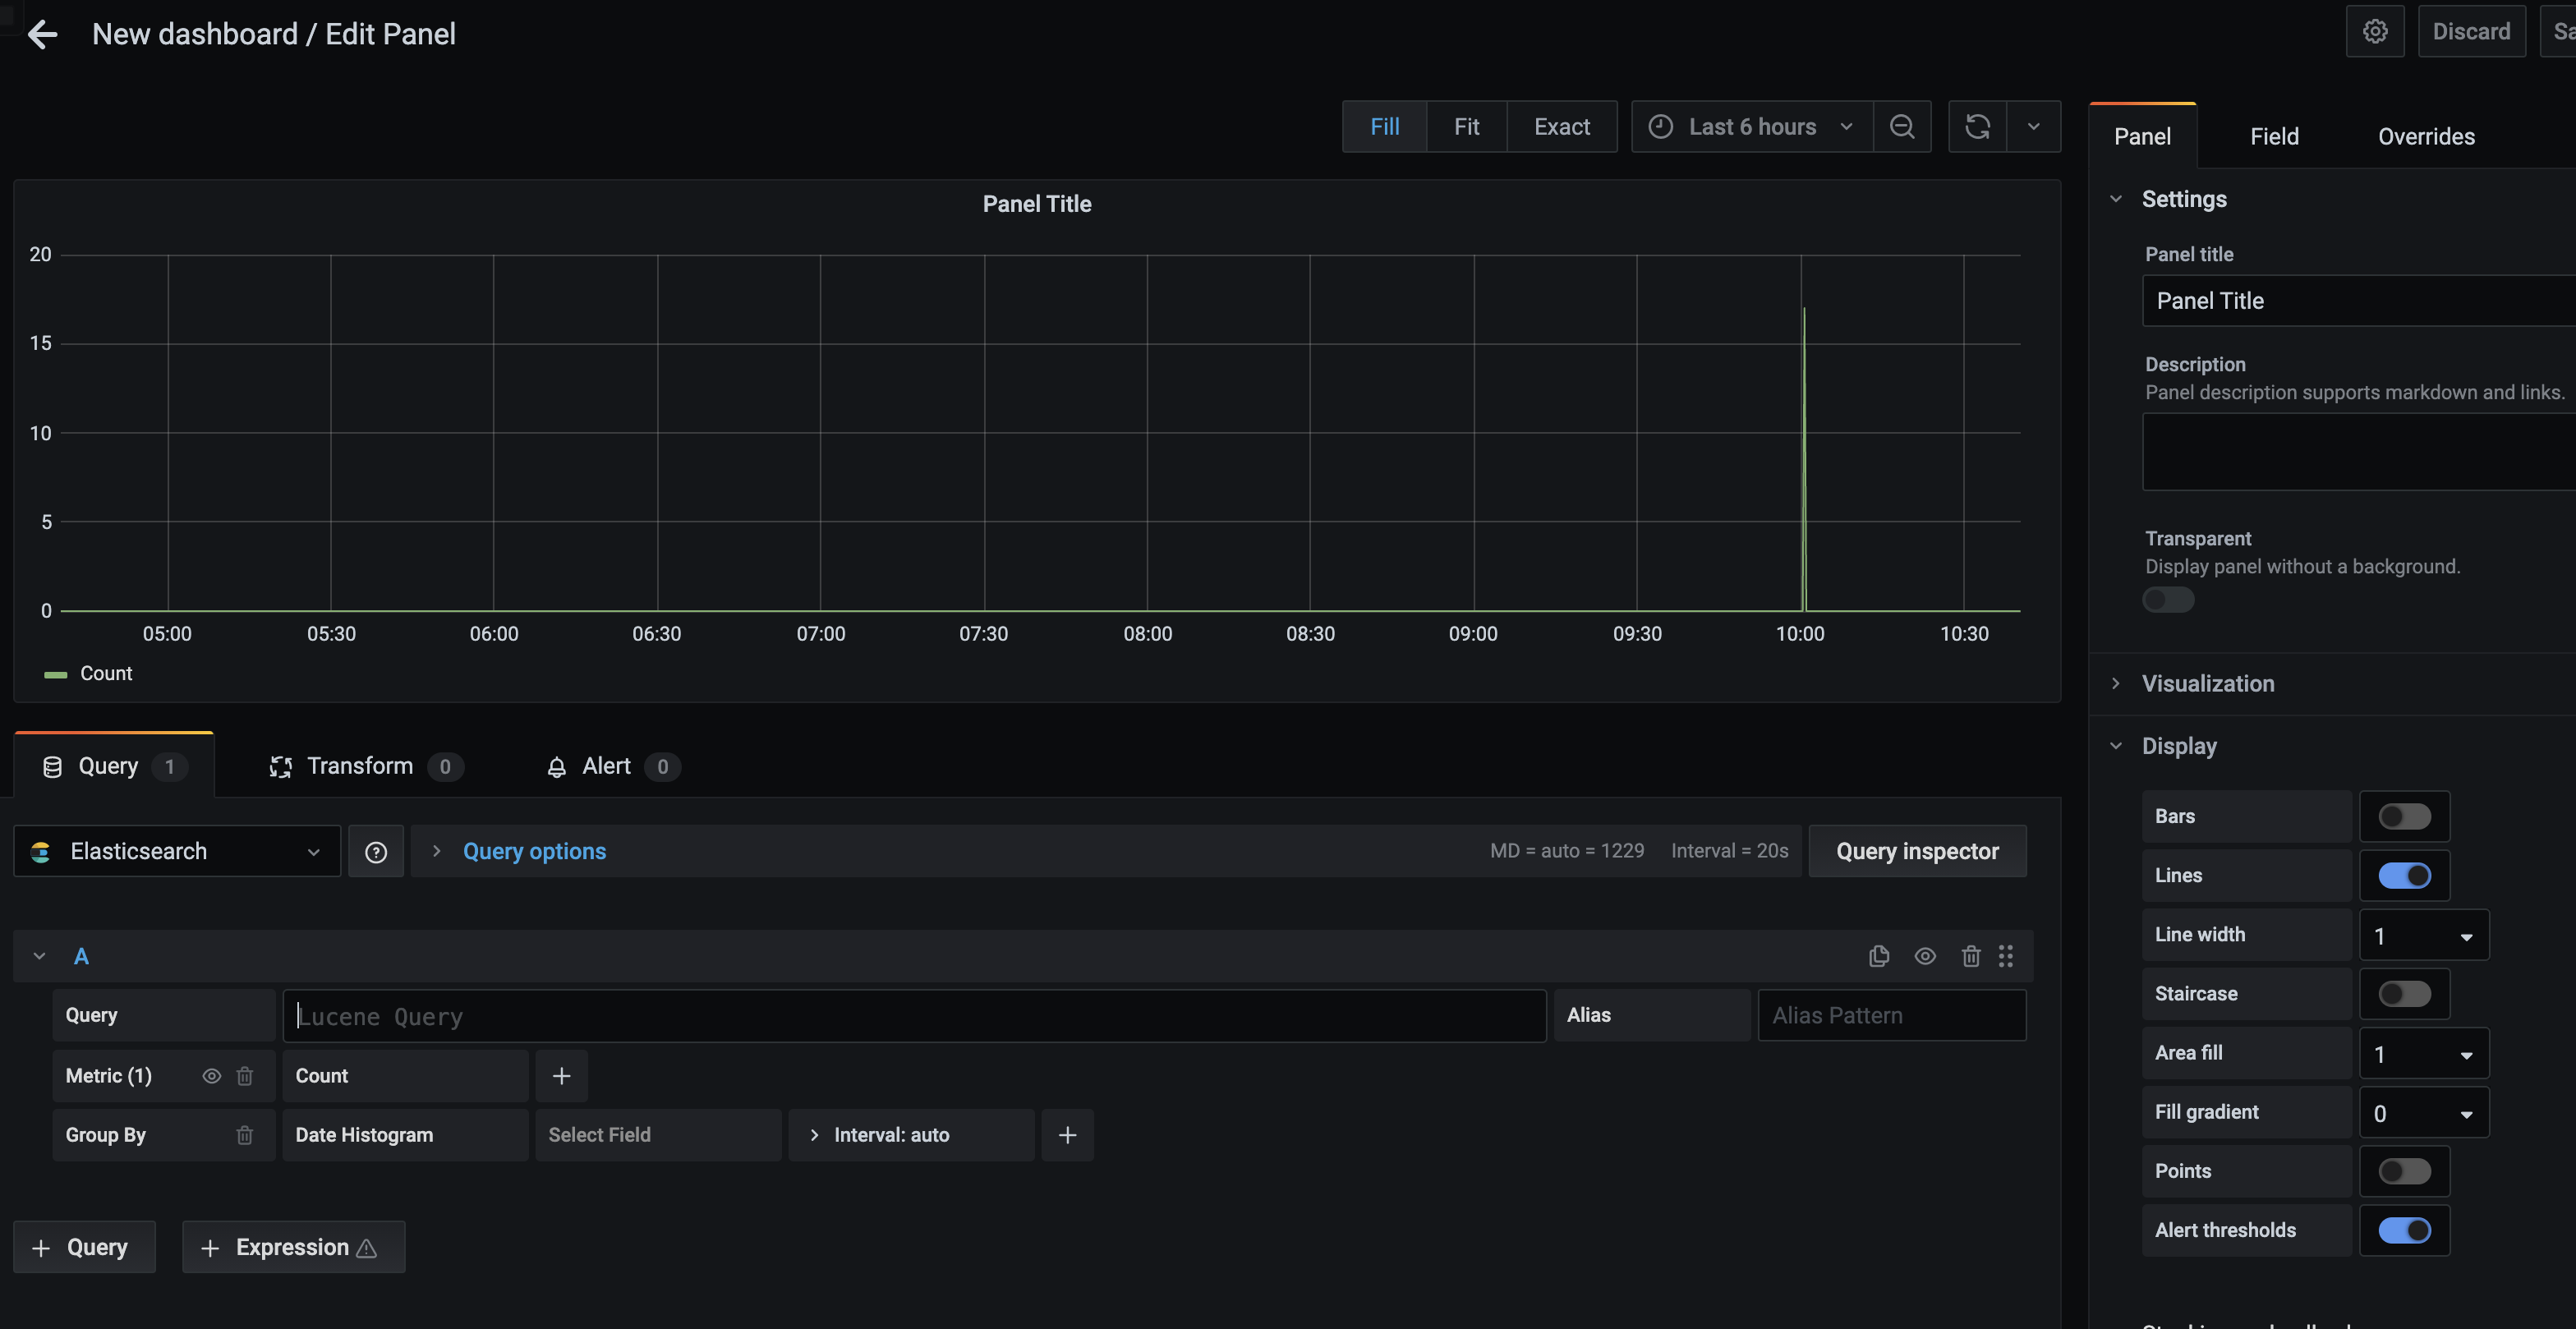 New dashboard / Edit Panel
Discard
Fill Fit Exact Last 6 hours
Panel Field Overrides
Panel Title
20
15
10
5
0
05:00 05:30 06:00 06:30 07:00 07:30 08:00 08:30 09:00 09:30 10:00 10:30
Count
Settings
Panel title
Panel Title
Description
Panel description supports markdown and links.
Transparent
Display panel without a background.
Visualization
Display
Bars
Lines
Line width 1
Staircase
Area fill 1
Fill gradient 0
Points
Alert thresholds
Query 1 Transform 0 Alert 0
Elasticsearch Query options MD = auto = 1229 Interval = 20s Query inspector
A
Query Lucene Query Alias Alias Pattern
Metric (1) Count
Group By Date Histogram Select Field Interval: auto
+ Query + Expression